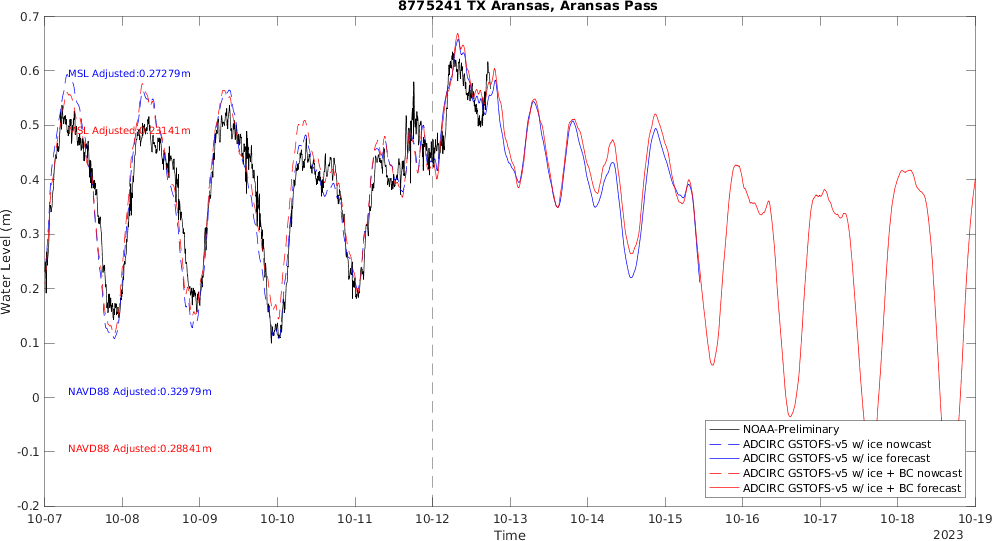 8775241 TX Aransas, Aransas Pass
0.7
0.6
0.5
0.4
0.3
0.2
0.1
0
-0.1
-0.2
Water Level (m)
MSL Adjusted:0.27279m
MSL Adjusted:0.23141m
NAVD88 Adjusted:0.32979m
NAVD88 Adjusted:0.28841m
NOAA-Preliminary
ADCIRC GSTOFS-v5 w/ ice nowcast
ADCIRC GSTOFS-v5 w/ ice forecast
ADCIRC GSTOFS-v5 w/ ice + BC nowcast
ADCIRC GSTOFS-v5 w/ ice + BC forecast
10-07 10-08 10-09 10-10 10-11 10-12 10-13 10-14 10-15 10-16 10-17 10-18 10-19
Time
2023